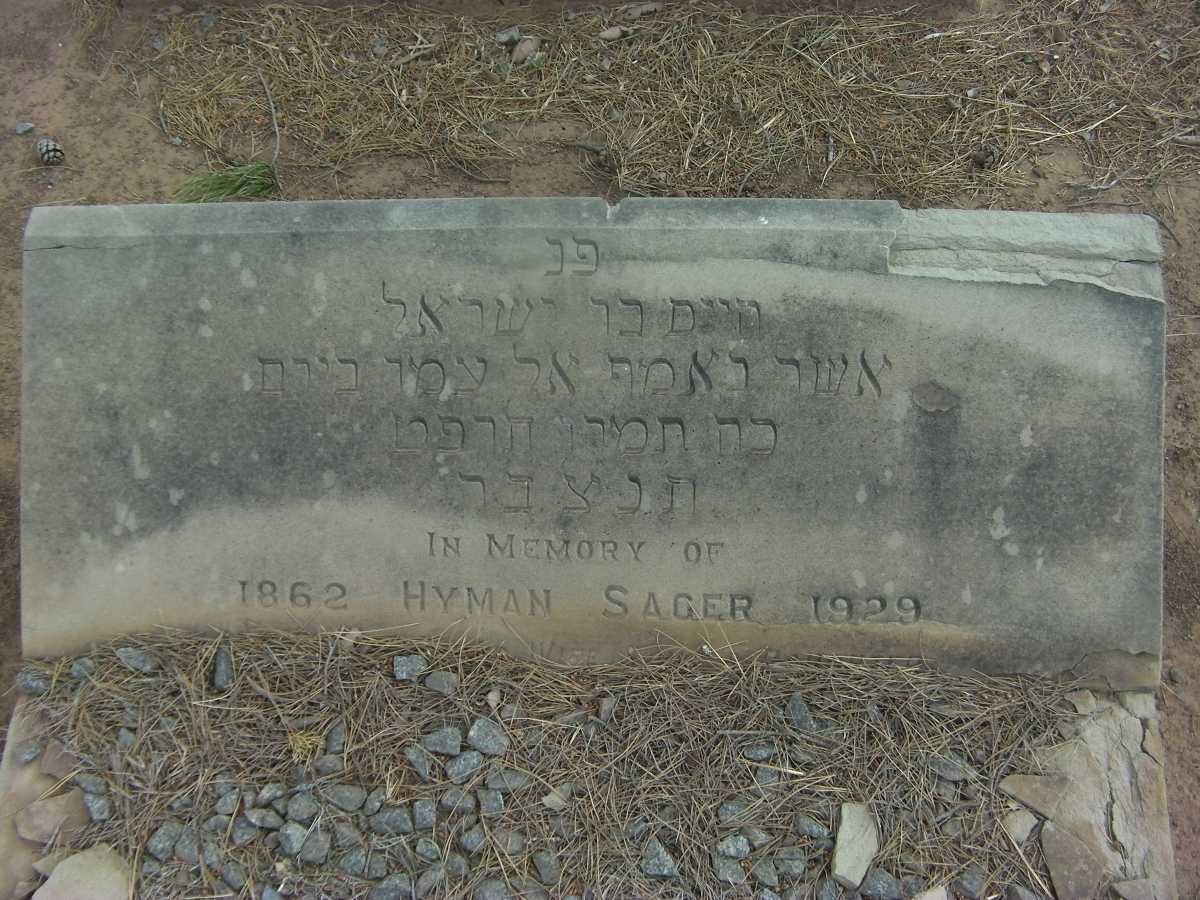 פנ
חיים בן ישראל
אשר נאסף אל עמו ביום
כה תמוז תרפט
ת נ צ ב ה
IN MEMORY OF
1862 HYMAN SAGER 1929
WIFE